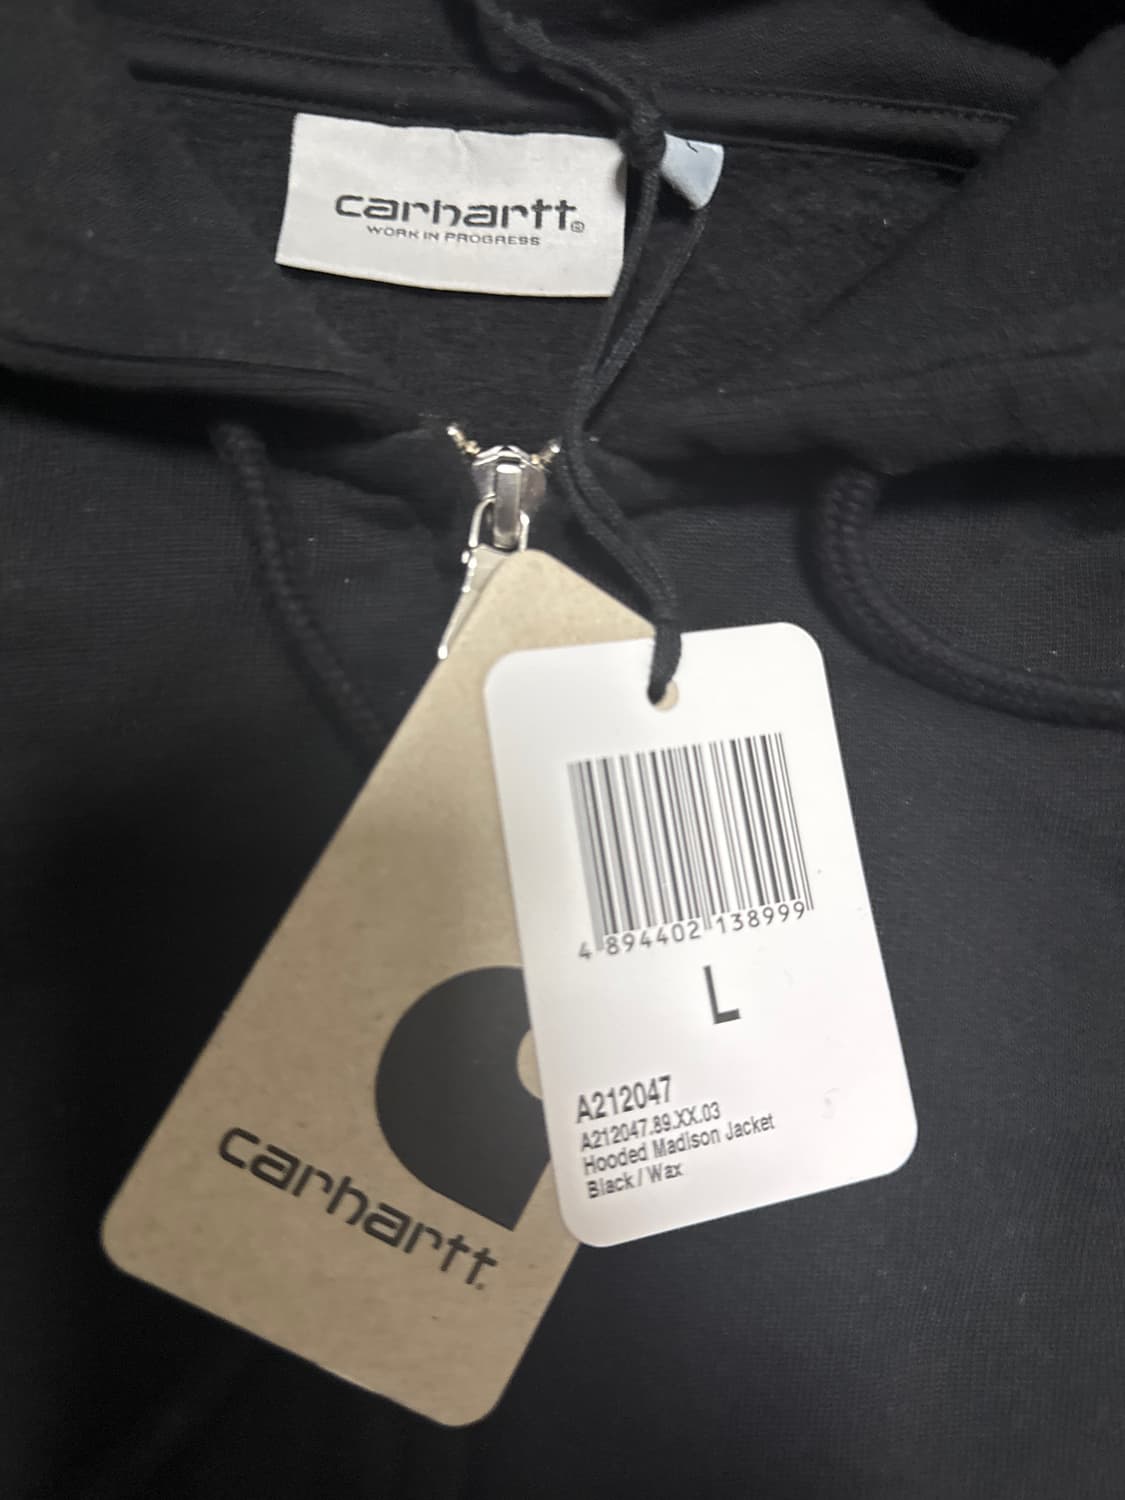 carhartt®
WORK IN PROGRESS
4 894402 138999
L
A212047
A212047.89.XX.03
Hooded Madison Jacket
Black / Wax
carhartt